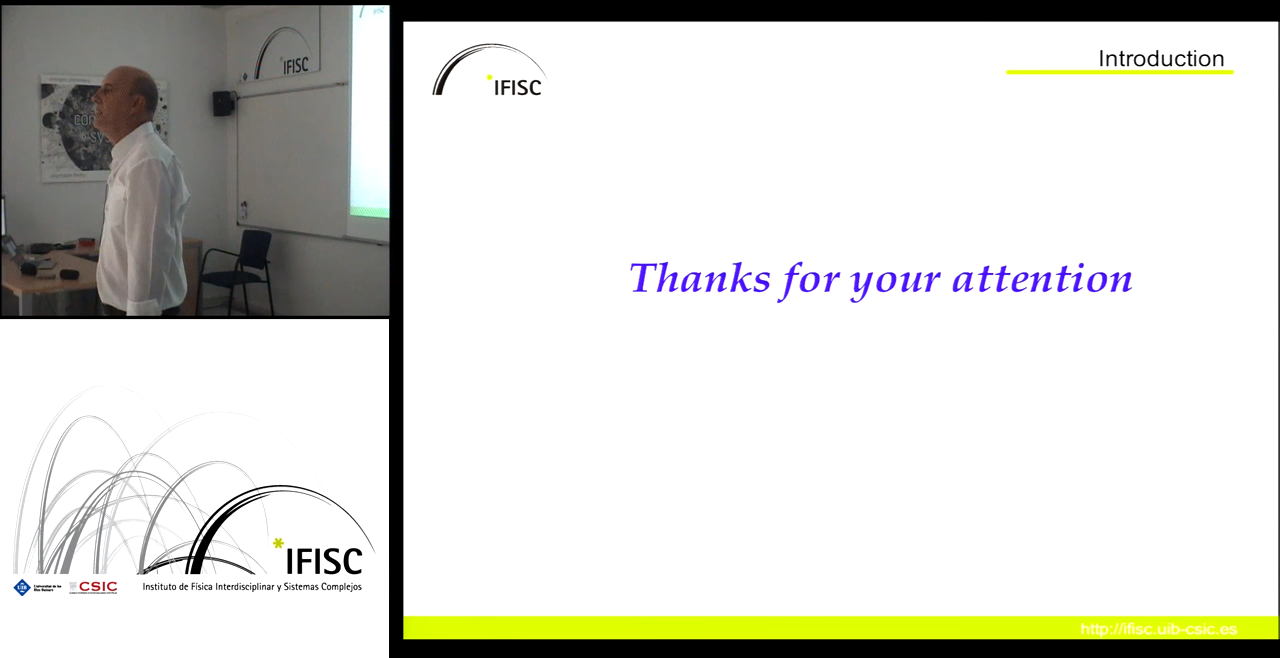 IFISC
IFISC
Introduction
Thanks for your attention
IFISC
UIB
CSIC
Instituto de Física Interdisciplinar y Sistemas Complejos
http://ifisc.uib-csic.es